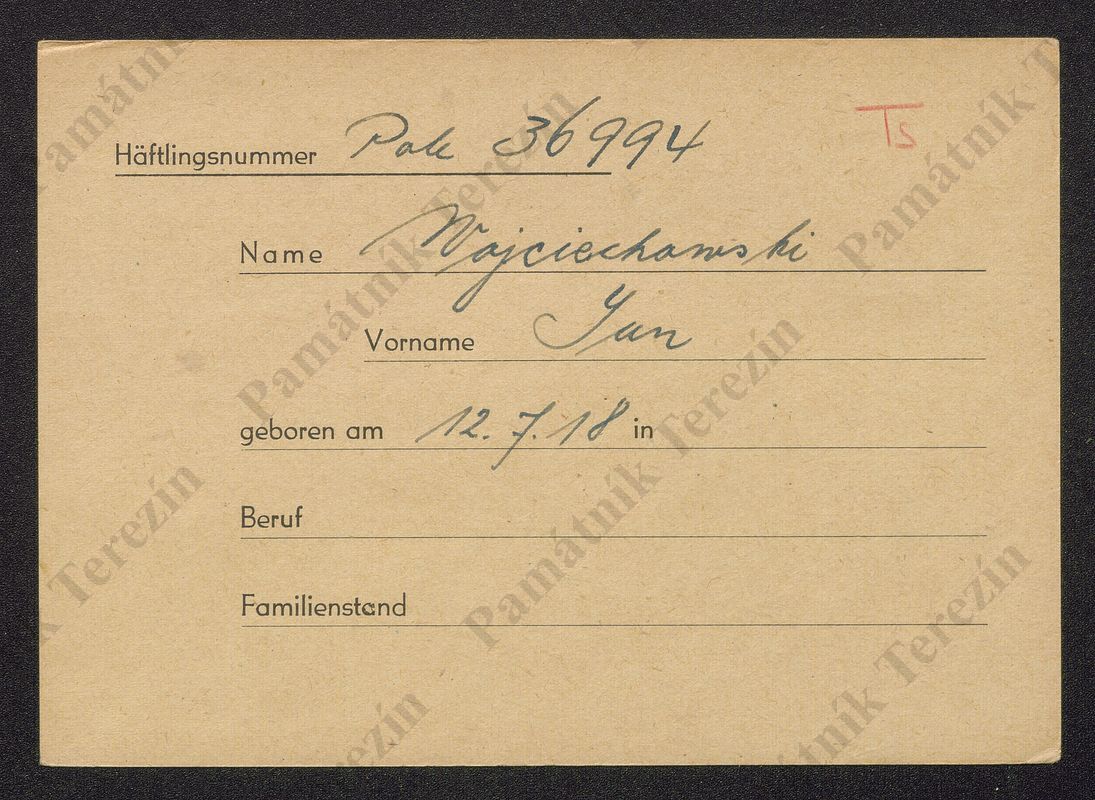 Häftlingsnummer Pole 36994
Ts
Name Wojciechowski
Vorname Jan
geboren am 12.7.18 in
Beruf
Familienstand
Památník Terezín